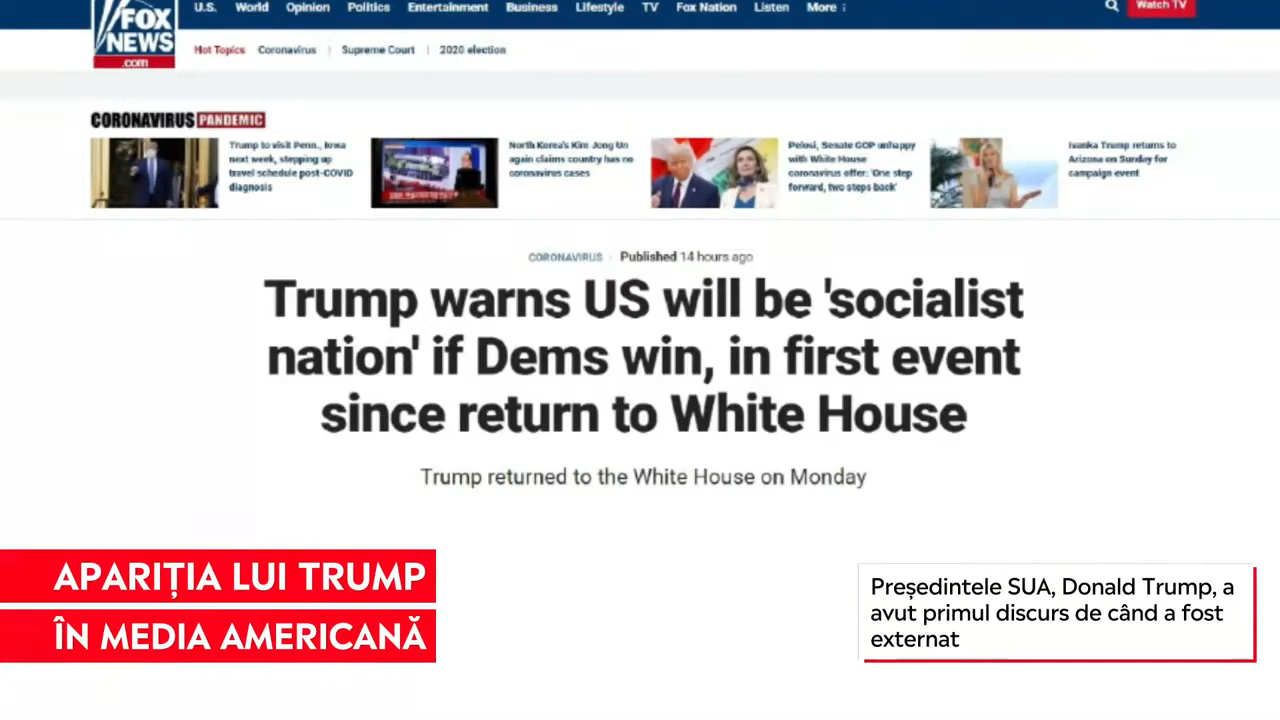 FOX
NEWS
.com
U.S. World Opinion Politics Entertainment Business Lifestyle TV Fox Nation Listen More
Watch TV
Hot Topics Coronavirus Supreme Court 2020 election
CORONAVIRUS PANDEMIC
Trump to visit Penn., Iowa
next week, stepping up
travel schedule post-COVID
diagnosis
North Korea's Kim Jong Un
again claims country has no
coronavirus cases
Pelosi, Senate GOP unhappy
with White House
coronavirus offer: 'One step
forward, two steps back'
Ivanka Trump returns to
Arizona on Sunday for
campaign event
CORONAVIRUS · Published 14 hours ago
Trump warns US will be 'socialist
nation' if Dems win, in first event
since return to White House
Trump returned to the White House on Monday
APARIȚIA LUI TRUMP
ÎN MEDIA AMERICANĂ
Președintele SUA, Donald Trump, a
avut primul discurs de când a fost
externat